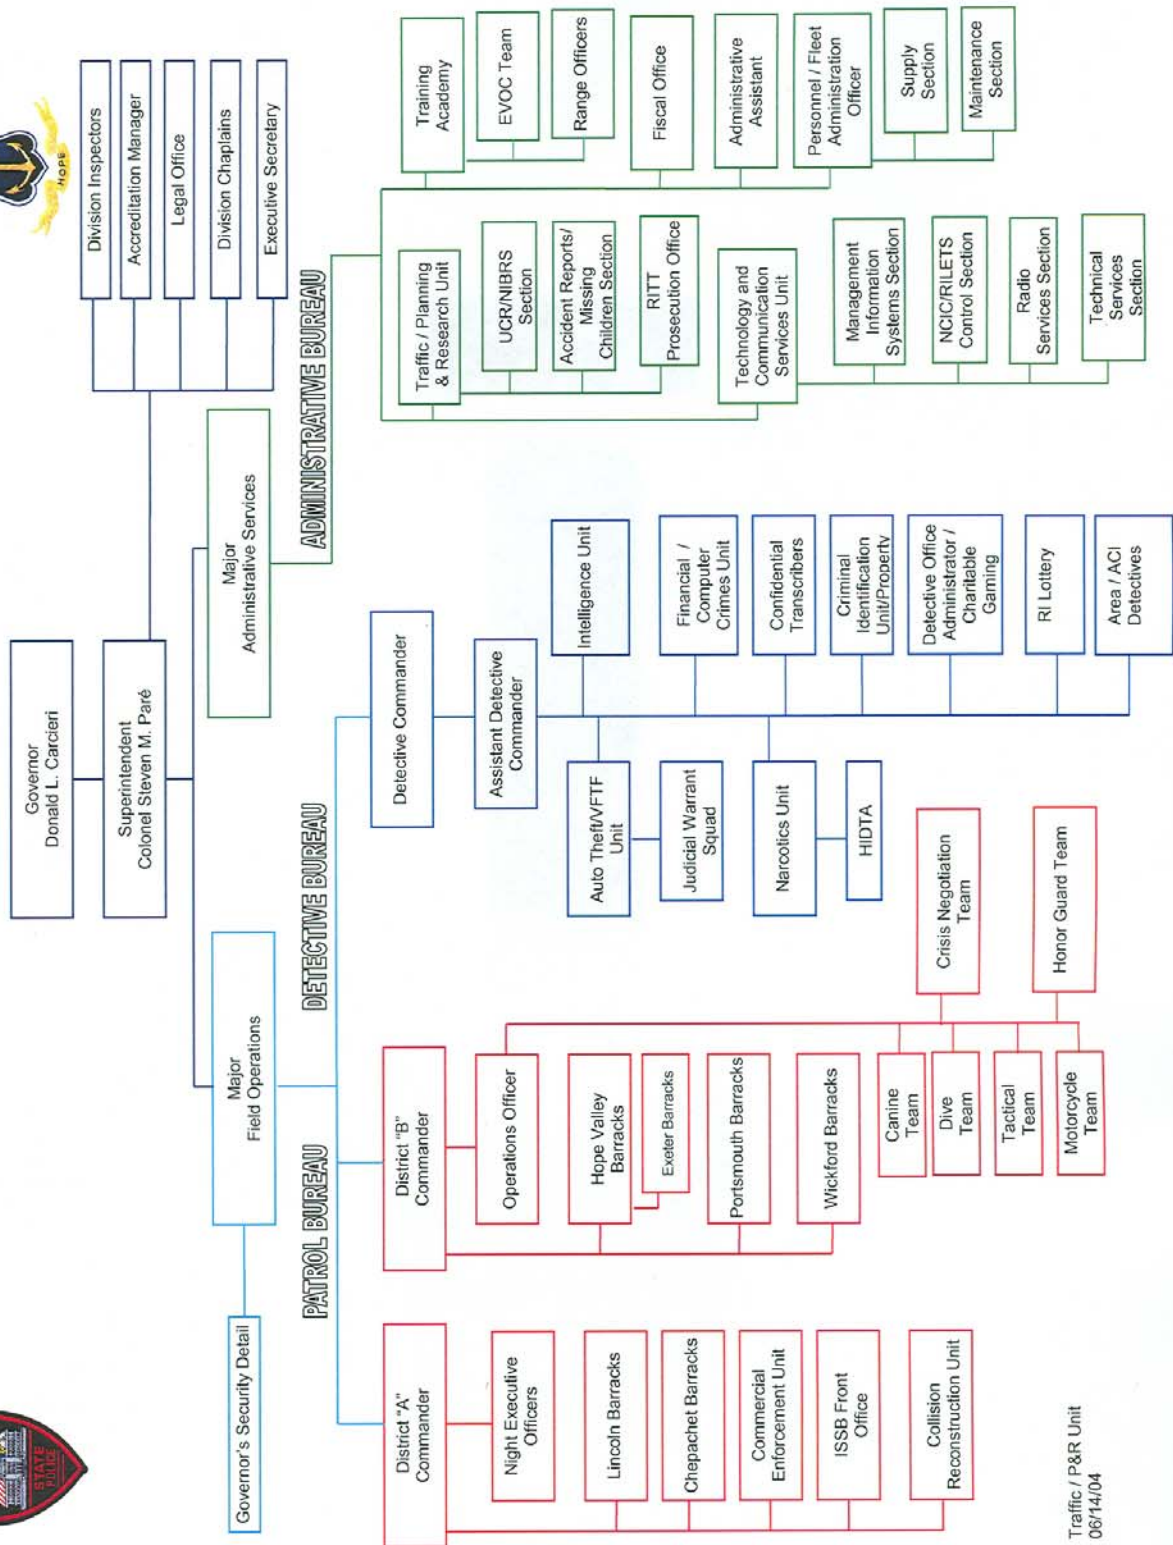 HOPE
STATE
POLICE
Governor
Donald L. Carcieri
Superintendent
Colonel Steven M. Paré
Division Inspectors
Accreditation Manager
Legal Office
Division Chaplains
Executive Secretary
Major
Field Operations
Major
Administrative Services
Governor's Security Detail
PATROL BUREAU
DETECTIVE BUREAU
ADMINISTRATIVE BUREAU
District "A"
Commander
Night Executive
Officers
Lincoln Barracks
Chepachet Barracks
Commercial
Enforcement Unit
ISSB Front
Office
Collision
Reconstruction Unit
District "B"
Commander
Operations Officer
Hope Valley
Barracks
Exeter Barracks
Portsmouth Barracks
Wickford Barracks
Canine
Team
Dive
Team
Tactical
Team
Motorcycle
Team
Crisis Negotiation
Team
Honor Guard Team
Detective Commander
Assistant Detective
Commander
Auto Theft/VFTF
Unit
Judicial Warrant
Squad
Narcotics Unit
HIDTA
Intelligence Unit
Financial /
Computer
Crimes Unit
Confidential
Transcribers
Criminal
Identification
Unit/Property
Detective Office
Administrator /
Charitable
Gaming
RI Lottery
Area / ACI
Detectives
Traffic / Planning
& Research Unit
UCR/NIBRS
Section
Accident Reports/
Missing
Children Section
RITT
Prosecution Office
Technology and
Communication
Services Unit
Management
Information
Systems Section
NCIC/RILETS
Control Section
Radio
Services Section
Technical
Services
Section
Training
Academy
EVOC Team
Range Officers
Fiscal Office
Administrative
Assistant
Personnel / Fleet
Administration
Officer
Supply
Section
Maintenance
Section
Traffic / P&R Unit
06/14/04